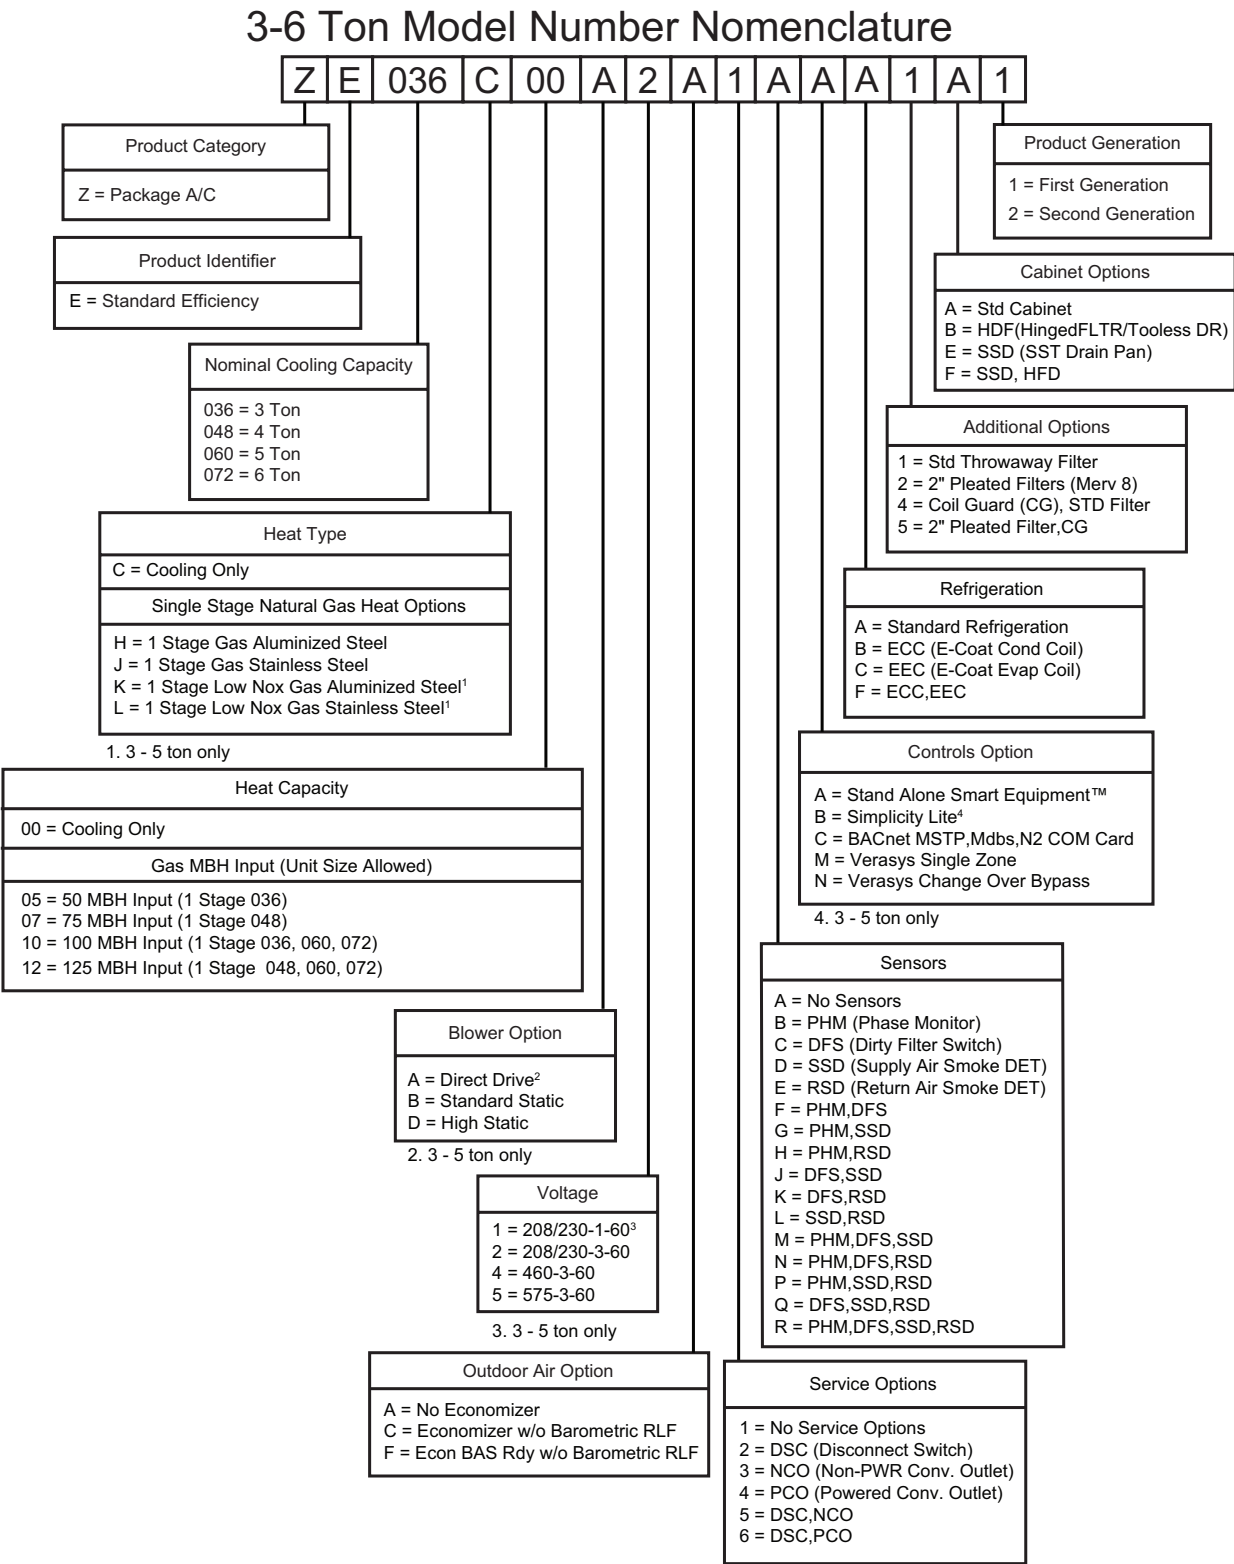 3-6 Ton Model Number Nomenclature
Z E 036 C 00 A 2 A 1 A A A 1 A 1
Product Category
Z = Package A/C
Product Identifier
E = Standard Efficiency
Nominal Cooling Capacity
036 = 3 Ton
048 = 4 Ton
060 = 5 Ton
072 = 6 Ton
Heat Type
C = Cooling Only
Single Stage Natural Gas Heat Options
H = 1 Stage Gas Aluminized Steel
J = 1 Stage Gas Stainless Steel
K = 1 Stage Low Nox Gas Aluminized Steel¹
L = 1 Stage Low Nox Gas Stainless Steel¹
1. 3 - 5 ton only
Heat Capacity
00 = Cooling Only
Gas MBH Input (Unit Size Allowed)
05 = 50 MBH Input (1 Stage 036)
07 = 75 MBH Input (1 Stage 048)
10 = 100 MBH Input (1 Stage 036, 060, 072)
12 = 125 MBH Input (1 Stage 048, 060, 072)
Blower Option
A = Direct Drive²
B = Standard Static
D = High Static
2. 3 - 5 ton only
Voltage
1 = 208/230-1-60³
2 = 208/230-3-60
4 = 460-3-60
5 = 575-3-60
3. 3 - 5 ton only
Outdoor Air Option
A = No Economizer
C = Economizer w/o Barometric RLF
F = Econ BAS Rdy w/o Barometric RLF
Product Generation
1 = First Generation
2 = Second Generation
Cabinet Options
A = Std Cabinet
B = HDF(HingedFLTR/Tooless DR)
E = SSD (SST Drain Pan)
F = SSD, HFD
Additional Options
1 = Std Throwaway Filter
2 = 2" Pleated Filters (Merv 8)
4 = Coil Guard (CG), STD Filter
5 = 2" Pleated Filter,CG
Refrigeration
A = Standard Refrigeration
B = ECC (E-Coat Cond Coil)
C = EEC (E-Coat Evap Coil)
F = ECC,EEC
Controls Option
A = Stand Alone Smart Equipment™
B = Simplicity Lite⁴
C = BACnet MSTP,Mdbs,N2 COM Card
M = Verasys Single Zone
N = Verasys Change Over Bypass
4. 3 - 5 ton only
Sensors
A = No Sensors
B = PHM (Phase Monitor)
C = DFS (Dirty Filter Switch)
D = SSD (Supply Air Smoke DET)
E = RSD (Return Air Smoke DET)
F = PHM,DFS
G = PHM,SSD
H = PHM,RSD
J = DFS,SSD
K = DFS,RSD
L = SSD,RSD
M = PHM,DFS,SSD
N = PHM,DFS,RSD
P = PHM,SSD,RSD
Q = DFS,SSD,RSD
R = PHM,DFS,SSD,RSD
Service Options
1 = No Service Options
2 = DSC (Disconnect Switch)
3 = NCO (Non-PWR Conv. Outlet)
4 = PCO (Powered Conv. Outlet)
5 = DSC,NCO
6 = DSC,PCO